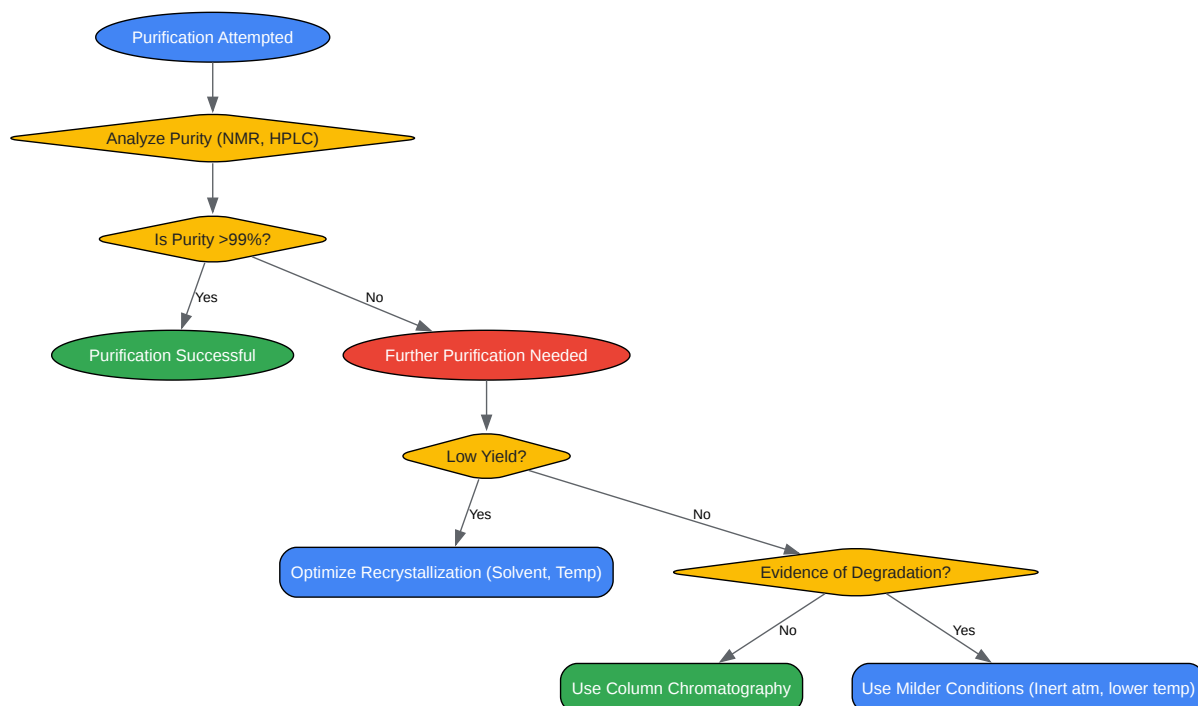 Purification Attempted
Analyze Purity (NMR, HPLC)
Is Purity >99%?
Yes
No
Purification Successful
Further Purification Needed
Low Yield?
Yes
No
Optimize Recrystallization (Solvent, Temp)
Evidence of Degradation?
No
Yes
Use Column Chromatography
Use Milder Conditions (Inert atm, lower temp)